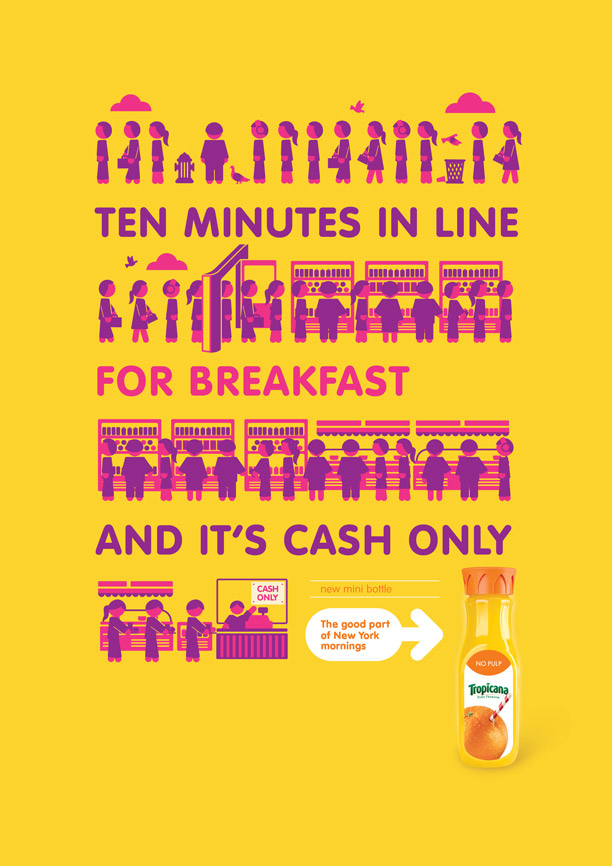 TEN MINUTES IN LINE
FOR BREAKFAST
AND IT'S CASH ONLY
CASH
ONLY
new mini bottle
The good part
of New York
mornings
NO PULP
Tropicana